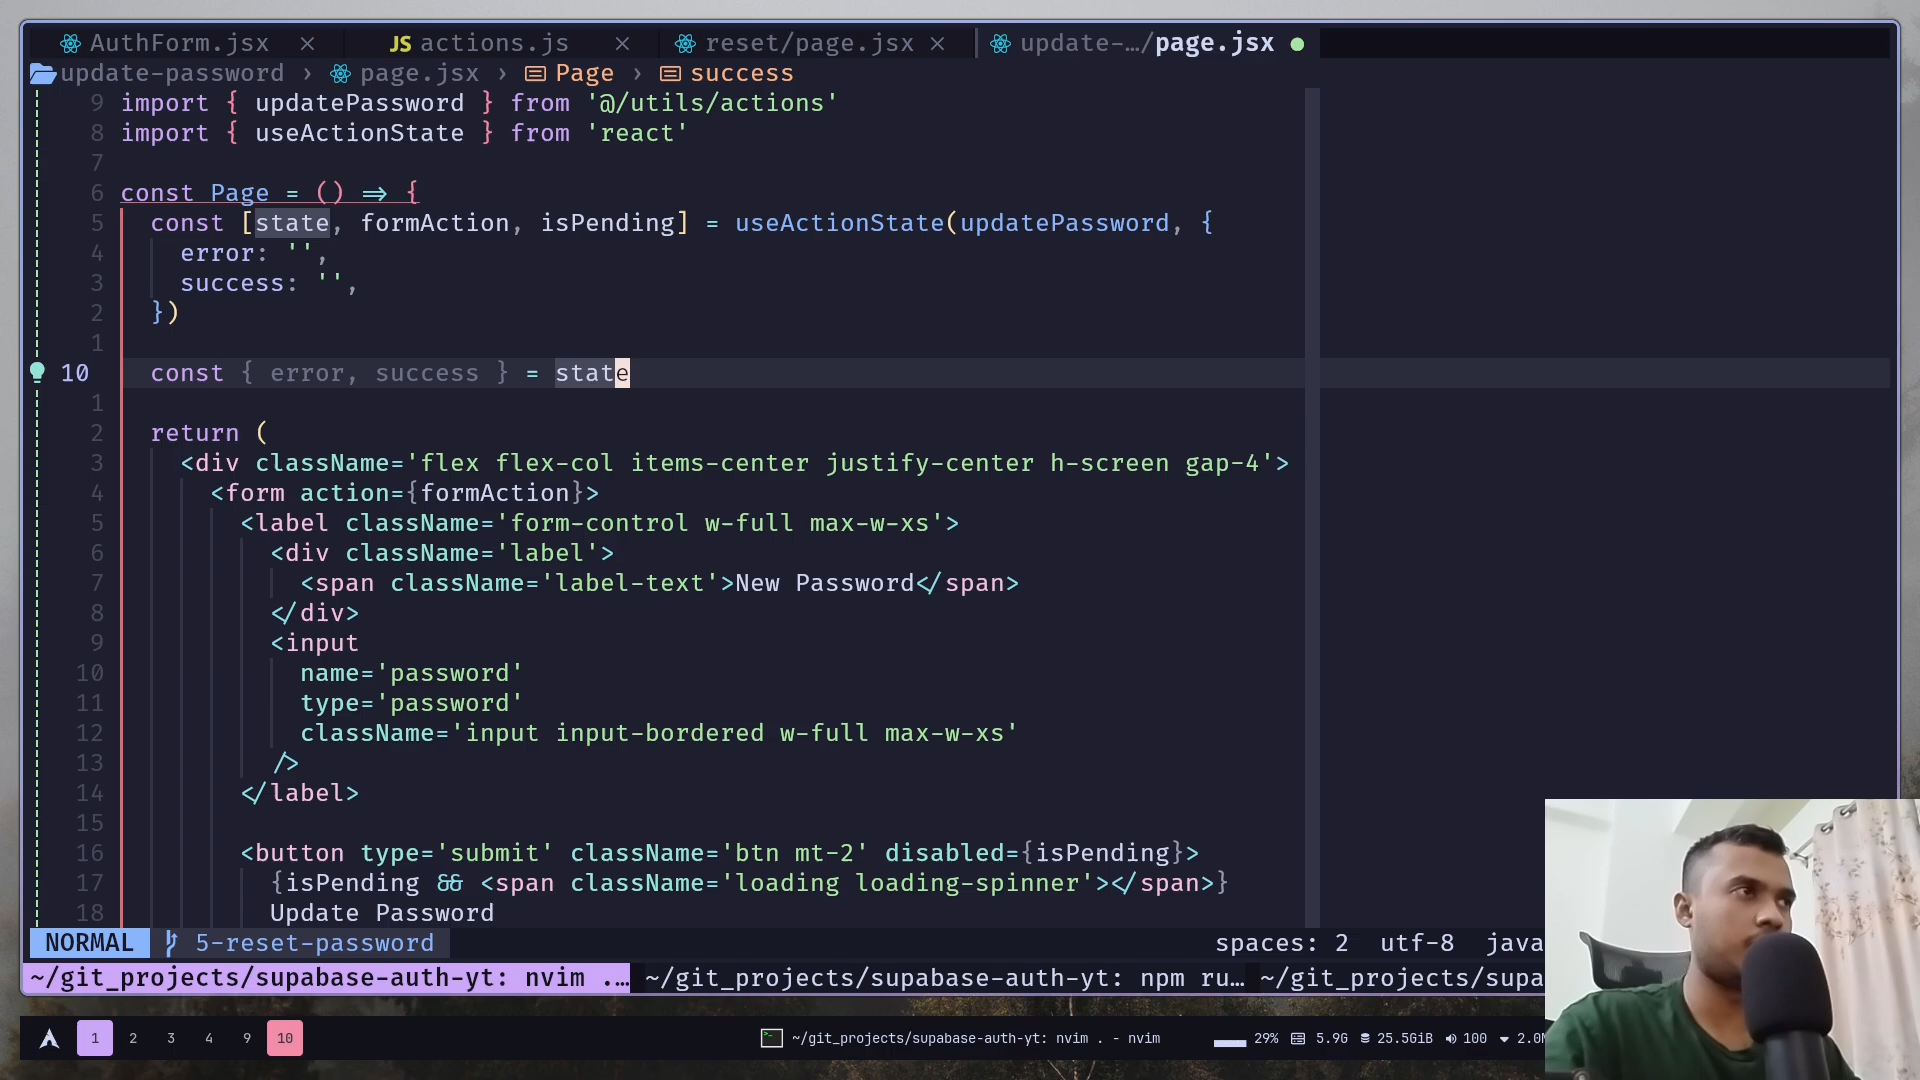 AuthForm.jsx × JS actions.js × reset/page.jsx × update-…/page.jsx ●
update-password › page.jsx › Page › success
9 import { updatePassword } from '@/utils/actions'
8 import { useActionState } from 'react'
7
6 const Page = () => {
5 const [state, formAction, isPending] = useActionState(updatePassword, {
4 error: '',
3 success: '',
2 })
1
10 const { error, success } = state
1
2 return (
3 <div className='flex flex-col items-center justify-center h-screen gap-4'>
4 <form action={formAction}>
5 <label className='form-control w-full max-w-xs'>
6 <div className='label'>
7 <span className='label-text'>New Password</span>
8 </div>
9 <input
10 name='password'
11 type='password'
12 className='input input-bordered w-full max-w-xs'
13 />
14 </label>
15
16 <button type='submit' className='btn mt-2' disabled={isPending}>
17 {isPending && <span className='loading loading-spinner'></span>}
18 Update Password
NORMAL 5-reset-password spaces: 2 utf-8 java
~/git_projects/supabase-auth-yt: nvim .… ~/git_projects/supabase-auth-yt: npm ru… ~/git_projects/supa
1 2 3 4 9 10 ~/git_projects/supabase-auth-yt: nvim . - nvim 29% 5.9G 25.5GiB 100 2.0